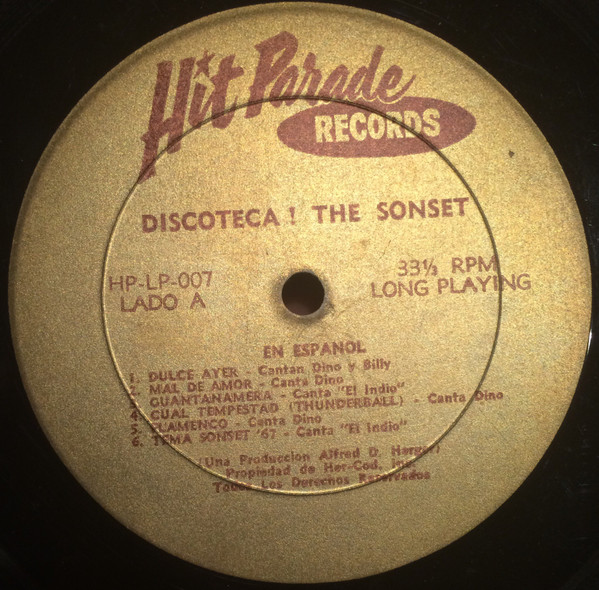 Hit Parade
RECORDS
DISCOTECA! THE SONSET
HP-LP-007
LADO A
33⅓ RPM
LONG PLAYING
EN ESPANOL
1. DULCE AYER - Cantan Dino y Billy
2. MAL DE AMOR - Canta Dino
3. GUANTANAMERA - Canta "El Indio"
4. CUAL TEMPESTAD (THUNDERBALL) - Canta Dino
5. FLAMENCO - Canta Dino
6. TEMA SONSET '67 - Canta "El Indio"
(Una Produccion Alfred D. Herger)
Propiedad de Her-Cod, Inc.
Todos Los Derechos Reservados